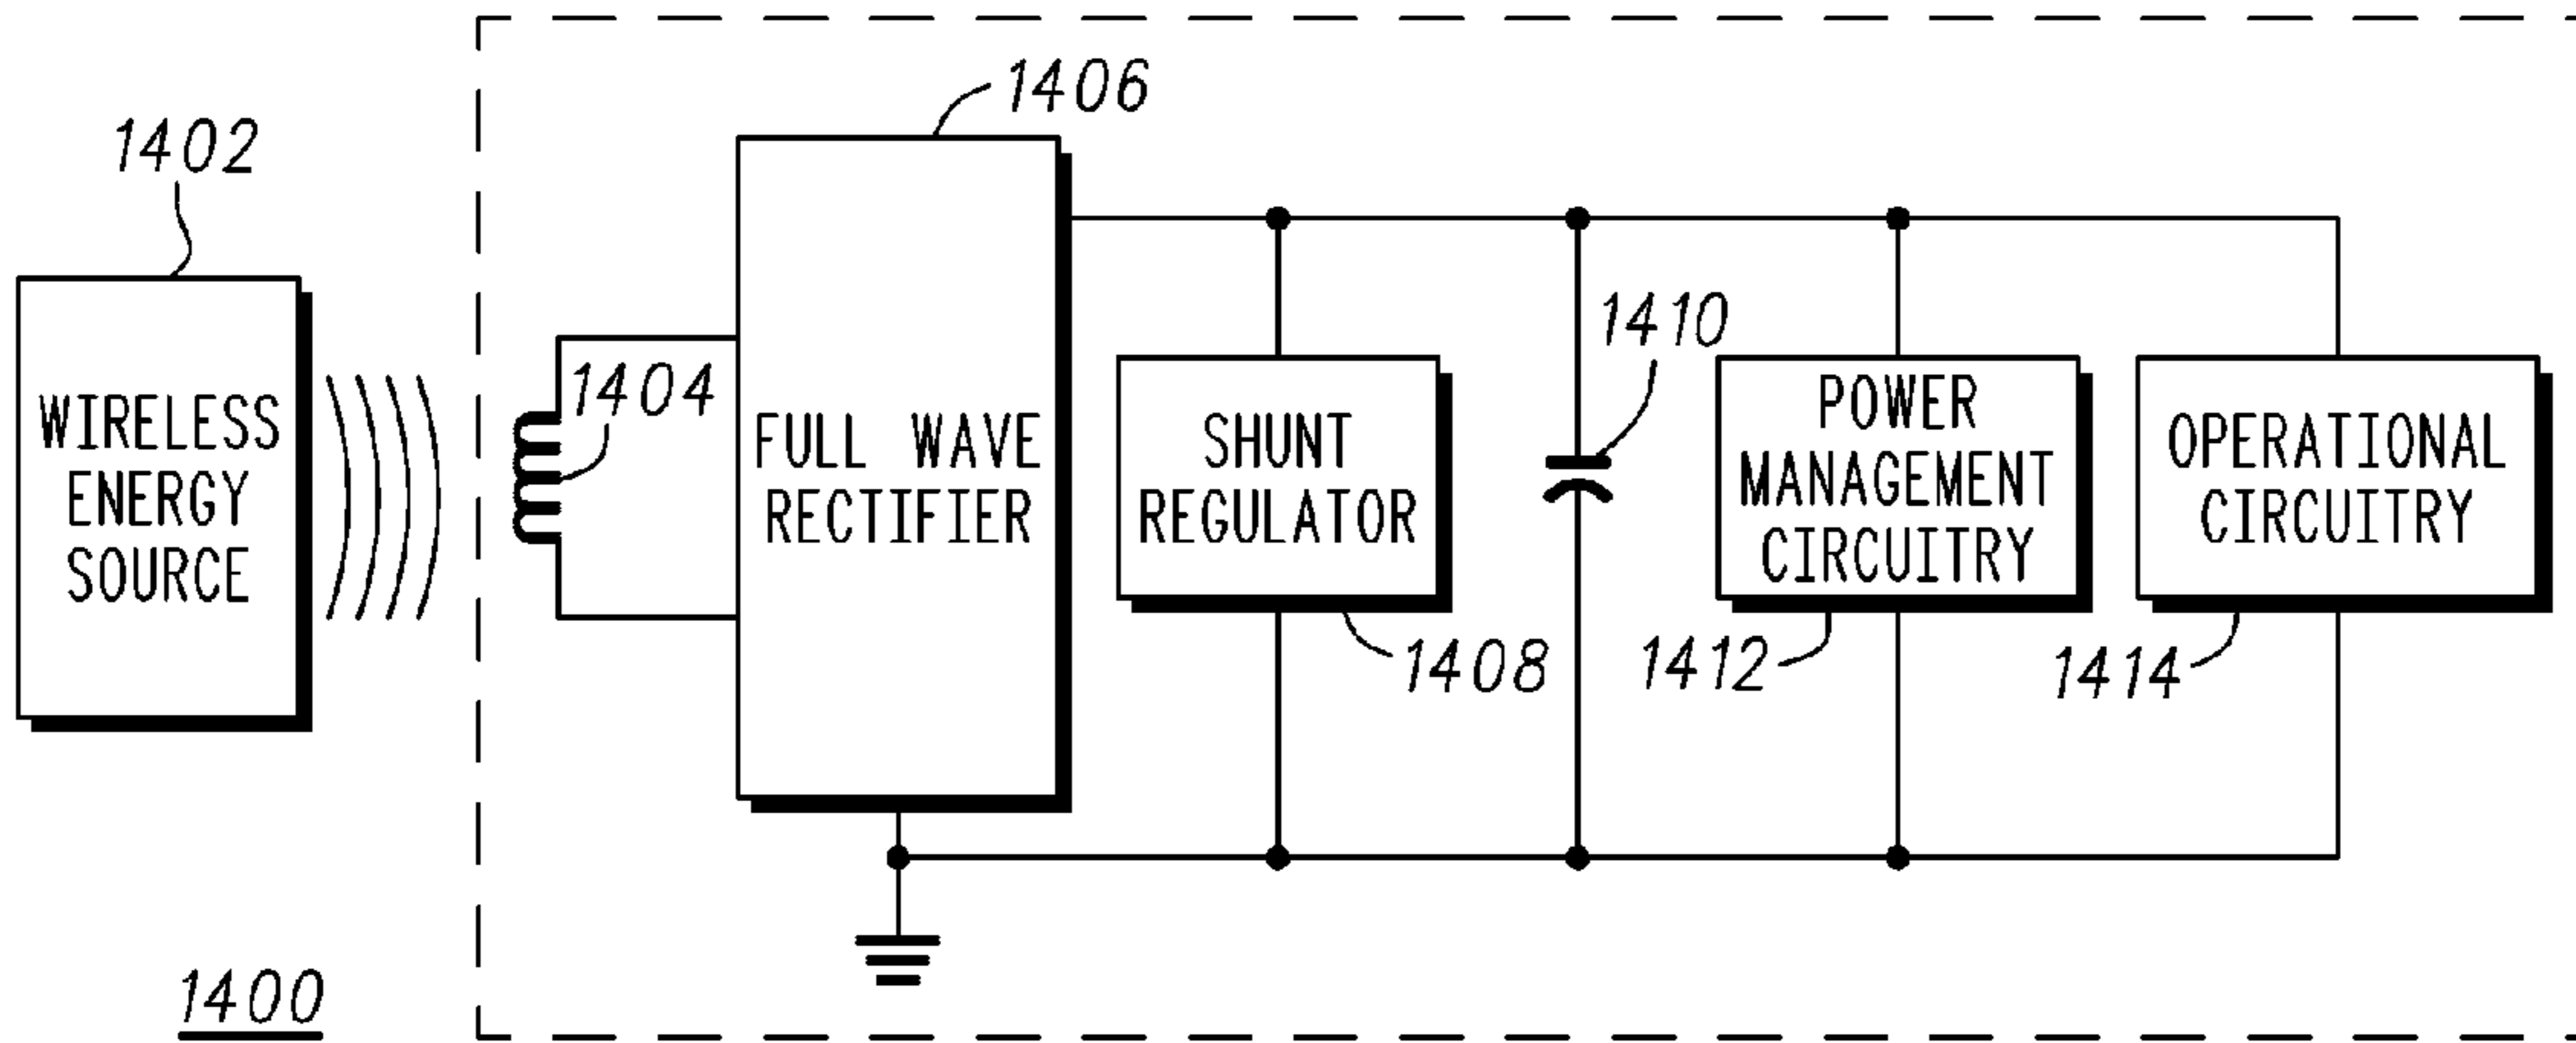 1406
1402
1410
1404
WIRELESS
ENERGY
SOURCE
FULL WAVE
RECTIFIER
SHUNT
REGULATOR
POWER
MANAGEMENT
CIRCUITRY
OPERATIONAL
CIRCUITRY
1408
1412
1414
1400